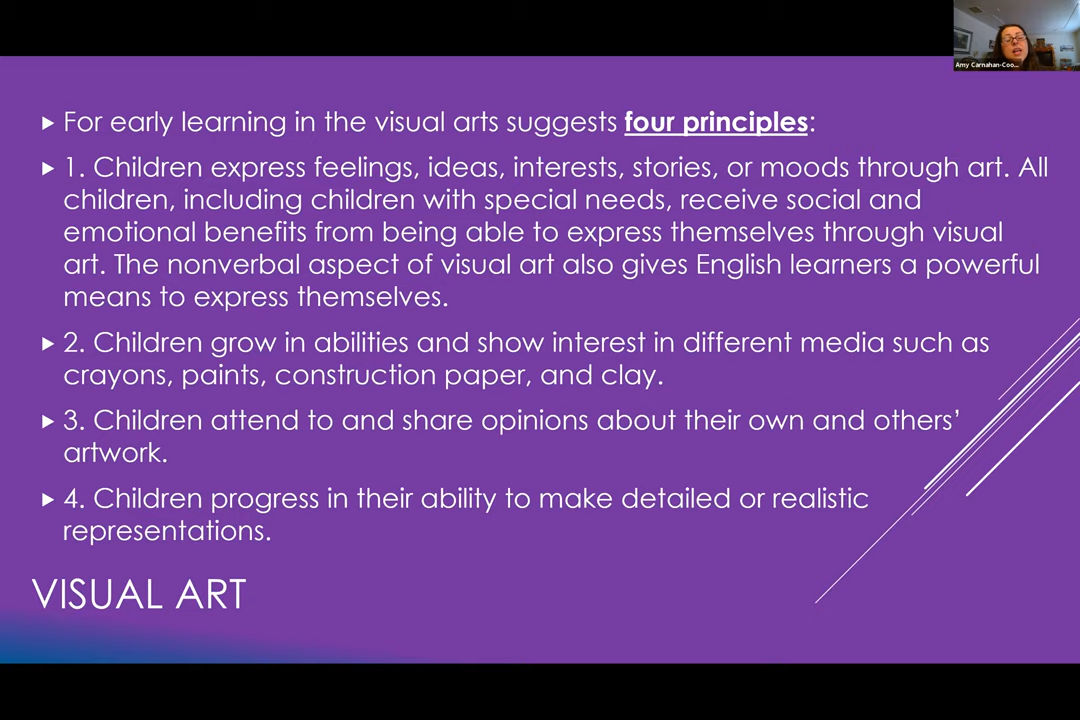 Amy Carnahan-Coo...
For early learning in the visual arts suggests four principles:
1. Children express feelings, ideas, interests, stories, or moods through art. All
children, including children with special needs, receive social and
emotional benefits from being able to express themselves through visual
art. The nonverbal aspect of visual art also gives English learners a powerful
means to express themselves.
2. Children grow in abilities and show interest in different media such as
crayons, paints, construction paper, and clay.
3. Children attend to and share opinions about their own and others’
artwork.
4. Children progress in their ability to make detailed or realistic
representations.
VISUAL ART